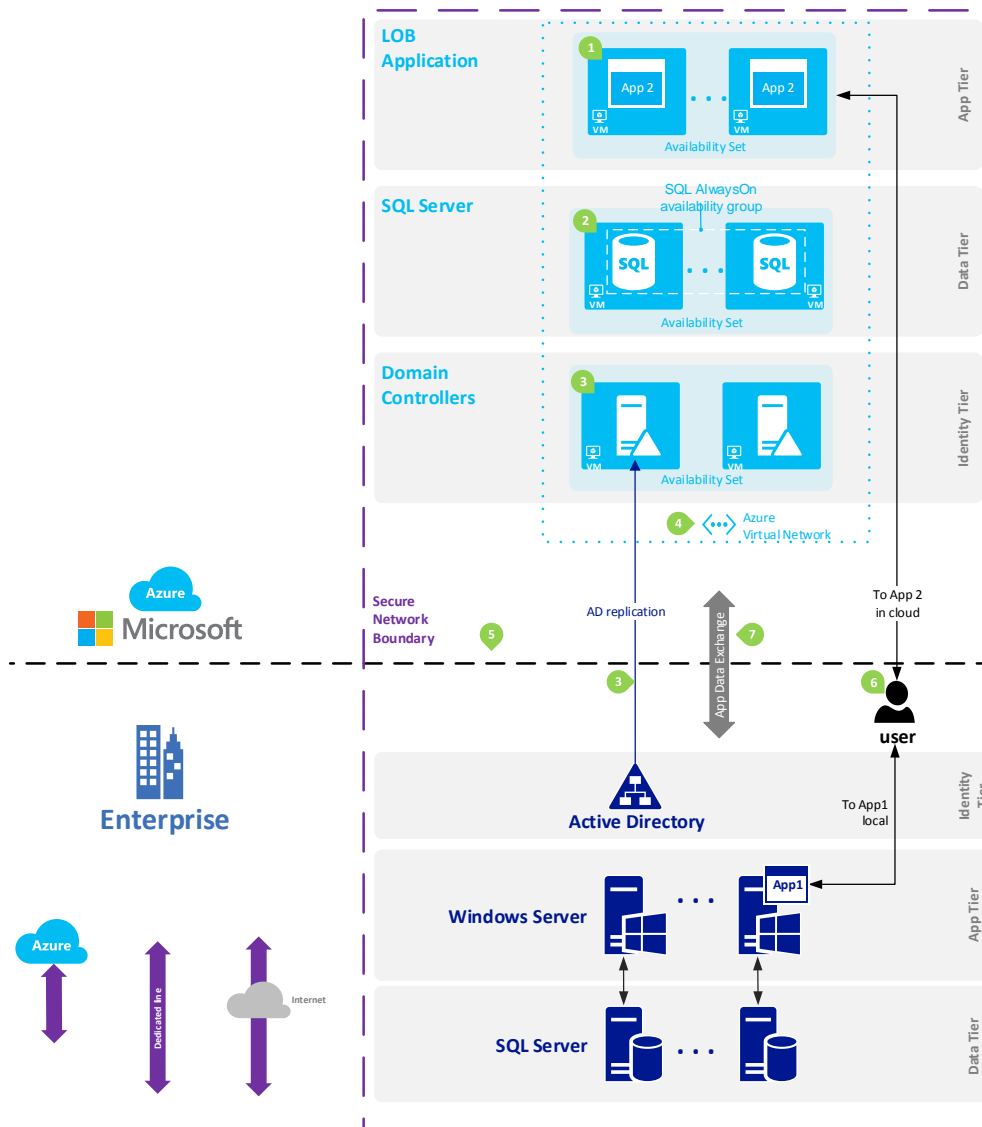 LOB
Application
1
App 2
App 2
VM
VM
Availability Set
App Tier
SQL AlwaysOn
availability group
SQL Server
2
SQL
SQL
VM
VM
Availability Set
Data Tier
Domain
Controllers
3
VM
VM
Availability Set
Identity Tier
4
Azure
Virtual Network
Azure
Microsoft
Secure
Network
Boundary
5
AD replication
App Data Exchange
7
To App 2
in cloud
3
6
user
Enterprise
Active Directory
To App1
local
Identity
Tier
Windows Server
App1
App Tier
SQL Server
Data Tier
Azure
Dedicated line
Internet